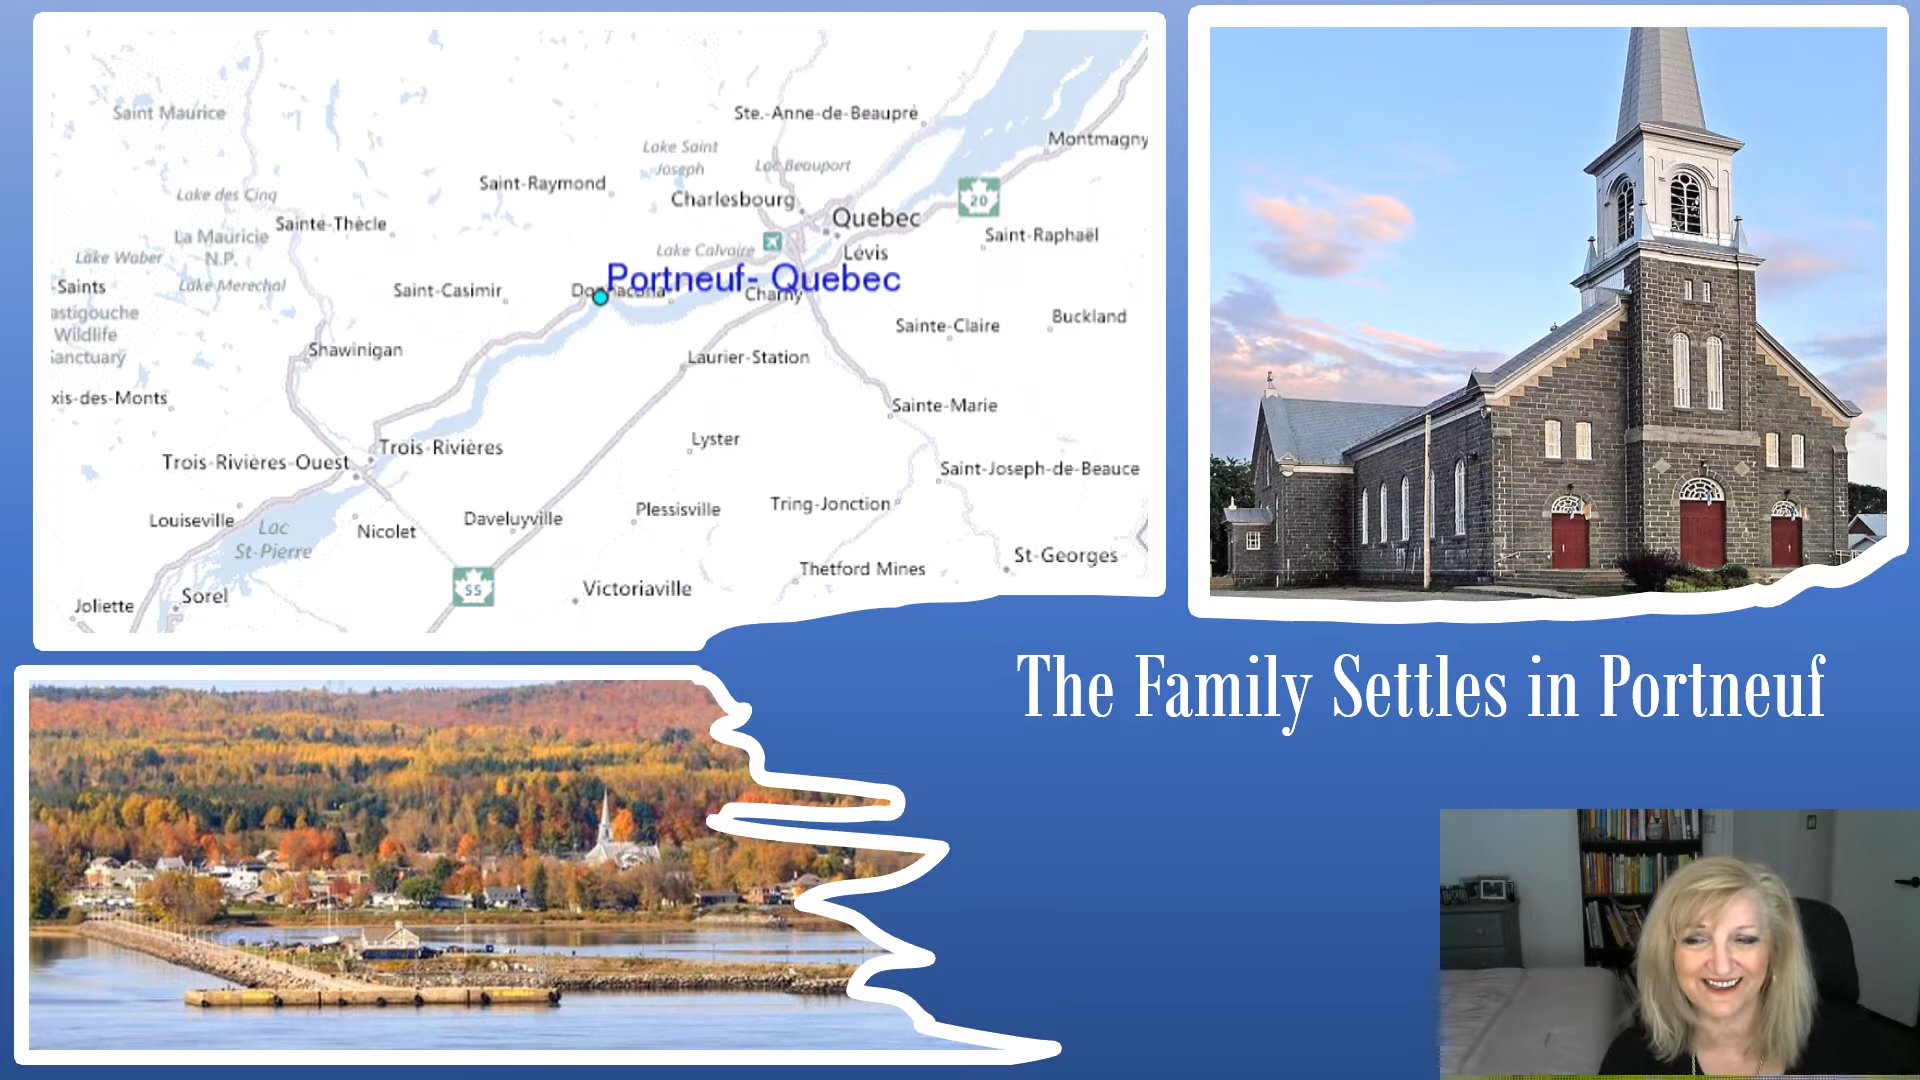 Saint Maurice
Ste.-Anne-de-Beaupré
Montmagny
Lake Saint
Joseph
Lac Beauport
Saint-Raymond
Charlesbourg
Lake des Cinq
20
Sainte-Thècle
Quebec
La Mauricie
N.P.
Saint-Raphaël
Lake Calvaire
Lévis
Lake Waber
Portneuf- Quebec
-Saints
Lake Merechal
Saint-Casimir
Charny
astigouche
Wildlife
Sanctuary
Sainte-Claire
Buckland
Shawinigan
Laurier-Station
xis-des-Monts
Sainte-Marie
Lyster
Trois-Rivières
Trois-Rivières-Ouest
Saint-Joseph-de-Beauce
Tring-Jonction
Plessisville
Louiseville
Lac
St-Pierre
Nicolet
Daveluyville
St-Georges
Thetford Mines
55
Victoriaville
Sorel
Joliette
The Family Settles in Portneuf